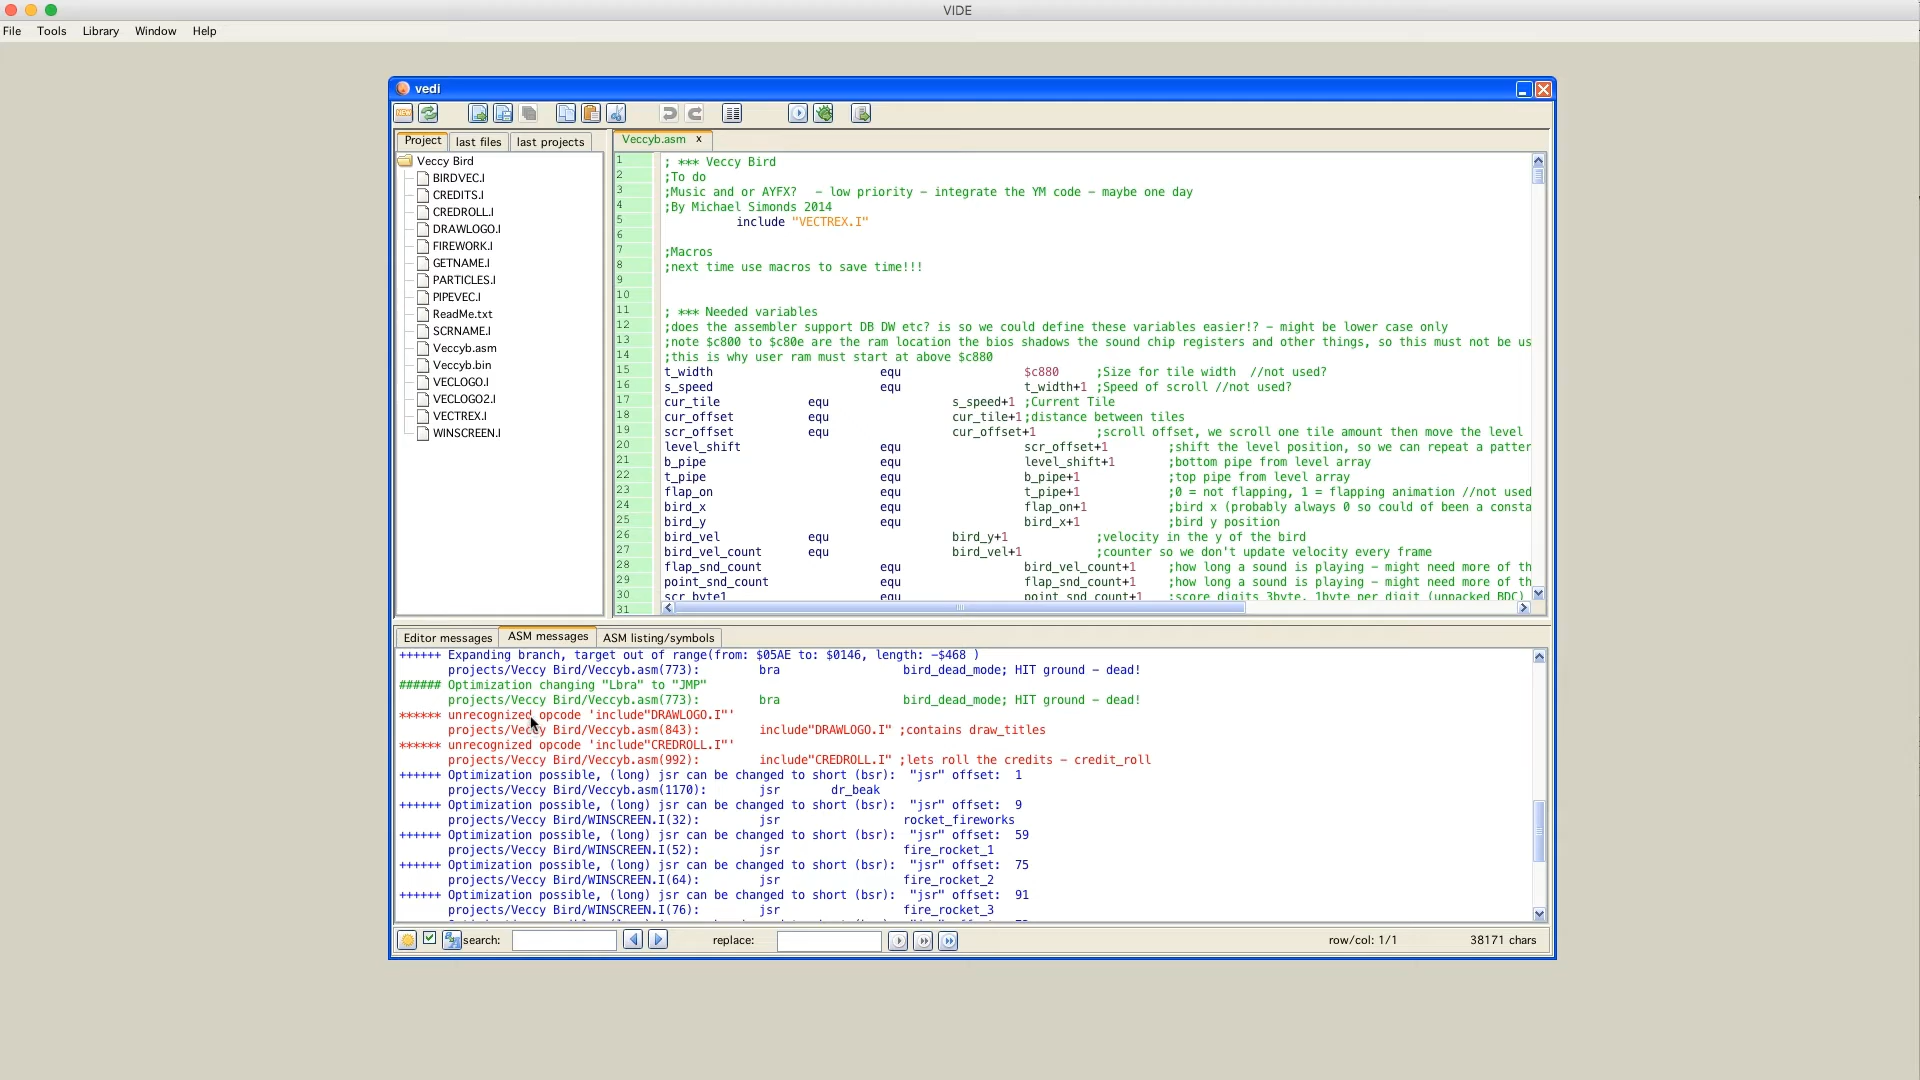 VIDE
File Tools Library Window Help
vedi
Project last files last projects
Veccy Bird
BIRDVEC.I
CREDITS.I
CREDROLL.I
DRAWLOGO.I
FIREWORK.I
GETNAME.I
PARTICLES.I
PIPEVEC.I
ReadMe.txt
SCRNAME.I
Veccyb.asm
Veccyb.bin
VECLOGO.I
VECLOGO2.I
VECTREX.I
WINSCREEN.I
Veccyb.asm x
1 ; *** Veccy Bird
2 ;To do
3 ;Music and or AYFX? – low priority – integrate the YM code – maybe one day
4 ;By Michael Simonds 2014
5 include "VECTREX.I"
6
7 ;Macros
8 ;next time use macros to save time!!!
9
10
11 ; *** Needed variables
12 ;does the assembler support DB DW etc? is so we could define these variables easier!? – might be lower case only
13 ;note $c800 to $c80e are the ram location the bios shadows the sound chip registers and other things, so this must not be us
14 ;this is why user ram must start at above $c880
15 t_width equ $c880 ;Size for tile width //not used?
16 s_speed equ t_width+1 ;Speed of scroll //not used?
17 cur_tile equ s_speed+1 ;Current Tile
18 cur_offset equ cur_tile+1 ;distance between tiles
19 scr_offset equ cur_offset+1 ;scroll offset, we scroll one tile amount then move the level
20 level_shift equ scr_offset+1 ;shift the level position, so we can repeat a patter
21 b_pipe equ level_shift+1 ;bottom pipe from level array
22 t_pipe equ b_pipe+1 ;top pipe from level array
23 flap_on equ t_pipe+1 ;0 = not flapping, 1 = flapping animation //not used
24 bird_x equ flap_on+1 ;bird x (probably always 0 so could of been a consta
25 bird_y equ bird_x+1 ;bird y position
26 bird_vel equ bird_y+1 ;velocity in the y of the bird
27 bird_vel_count equ bird_vel+1 ;counter so we don't update velocity every frame
28 flap_snd_count equ bird_vel_count+1 ;how long a sound is playing – might need more of th
29 point_snd_count equ flap_snd_count+1 ;how long a sound is playing – might need more of th
30 scr_byte1 equ point_snd_count+1 ;score digits 3byte, 1byte per digit (unpacked BDC)
31
Editor messages ASM messages ASM listing/symbols
++++++ Expanding branch, target out of range(from: $05AE to: $0146, length: –$468 )
projects/Veccy Bird/Veccyb.asm(773): bra bird_dead_mode; HIT ground – dead!
###### Optimization changing "Lbra" to "JMP"
projects/Veccy Bird/Veccyb.asm(773): bra bird_dead_mode; HIT ground – dead!
****** unrecognized opcode 'include"DRAWLOGO.I"'
projects/Veccy Bird/Veccyb.asm(843): include"DRAWLOGO.I" ;contains draw_titles
****** unrecognized opcode 'include"CREDROLL.I"'
projects/Veccy Bird/Veccyb.asm(992): include"CREDROLL.I" ;lets roll the credits – credit_roll
++++++ Optimization possible, (long) jsr can be changed to short (bsr): "jsr" offset: 1
projects/Veccy Bird/Veccyb.asm(1170): jsr dr_beak
++++++ Optimization possible, (long) jsr can be changed to short (bsr): "jsr" offset: 9
projects/Veccy Bird/WINSCREEN.I(32): jsr rocket_fireworks
++++++ Optimization possible, (long) jsr can be changed to short (bsr): "jsr" offset: 59
projects/Veccy Bird/WINSCREEN.I(52): jsr fire_rocket_1
++++++ Optimization possible, (long) jsr can be changed to short (bsr): "jsr" offset: 75
projects/Veccy Bird/WINSCREEN.I(64): jsr fire_rocket_2
++++++ Optimization possible, (long) jsr can be changed to short (bsr): "jsr" offset: 91
projects/Veccy Bird/WINSCREEN.I(76): jsr fire_rocket_3
search: replace: row/col: 1/1 38171 chars